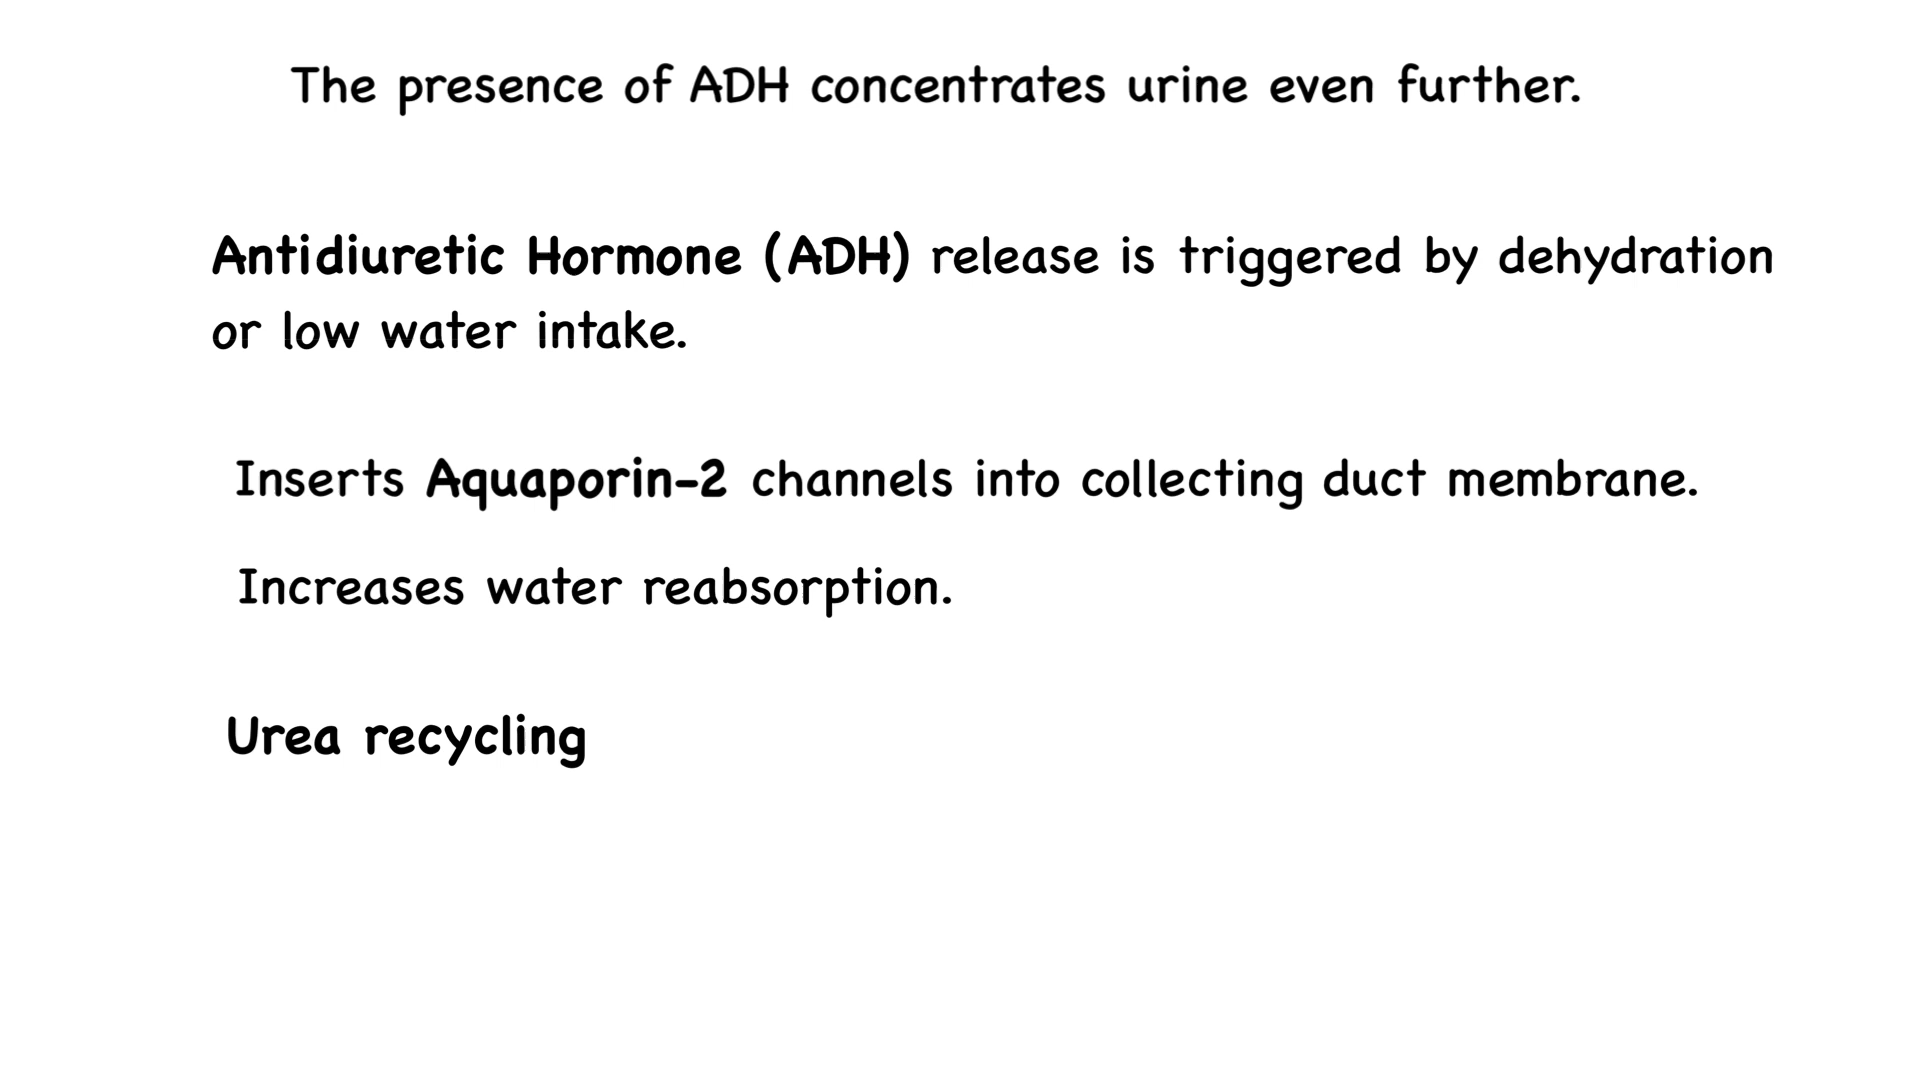 The presence of ADH concentrates urine even further.
Antidiuretic Hormone (ADH) release is triggered by dehydration
or low water intake.
Inserts Aquaporin-2 channels into collecting duct membrane.
Increases water reabsorption.
Urea recycling